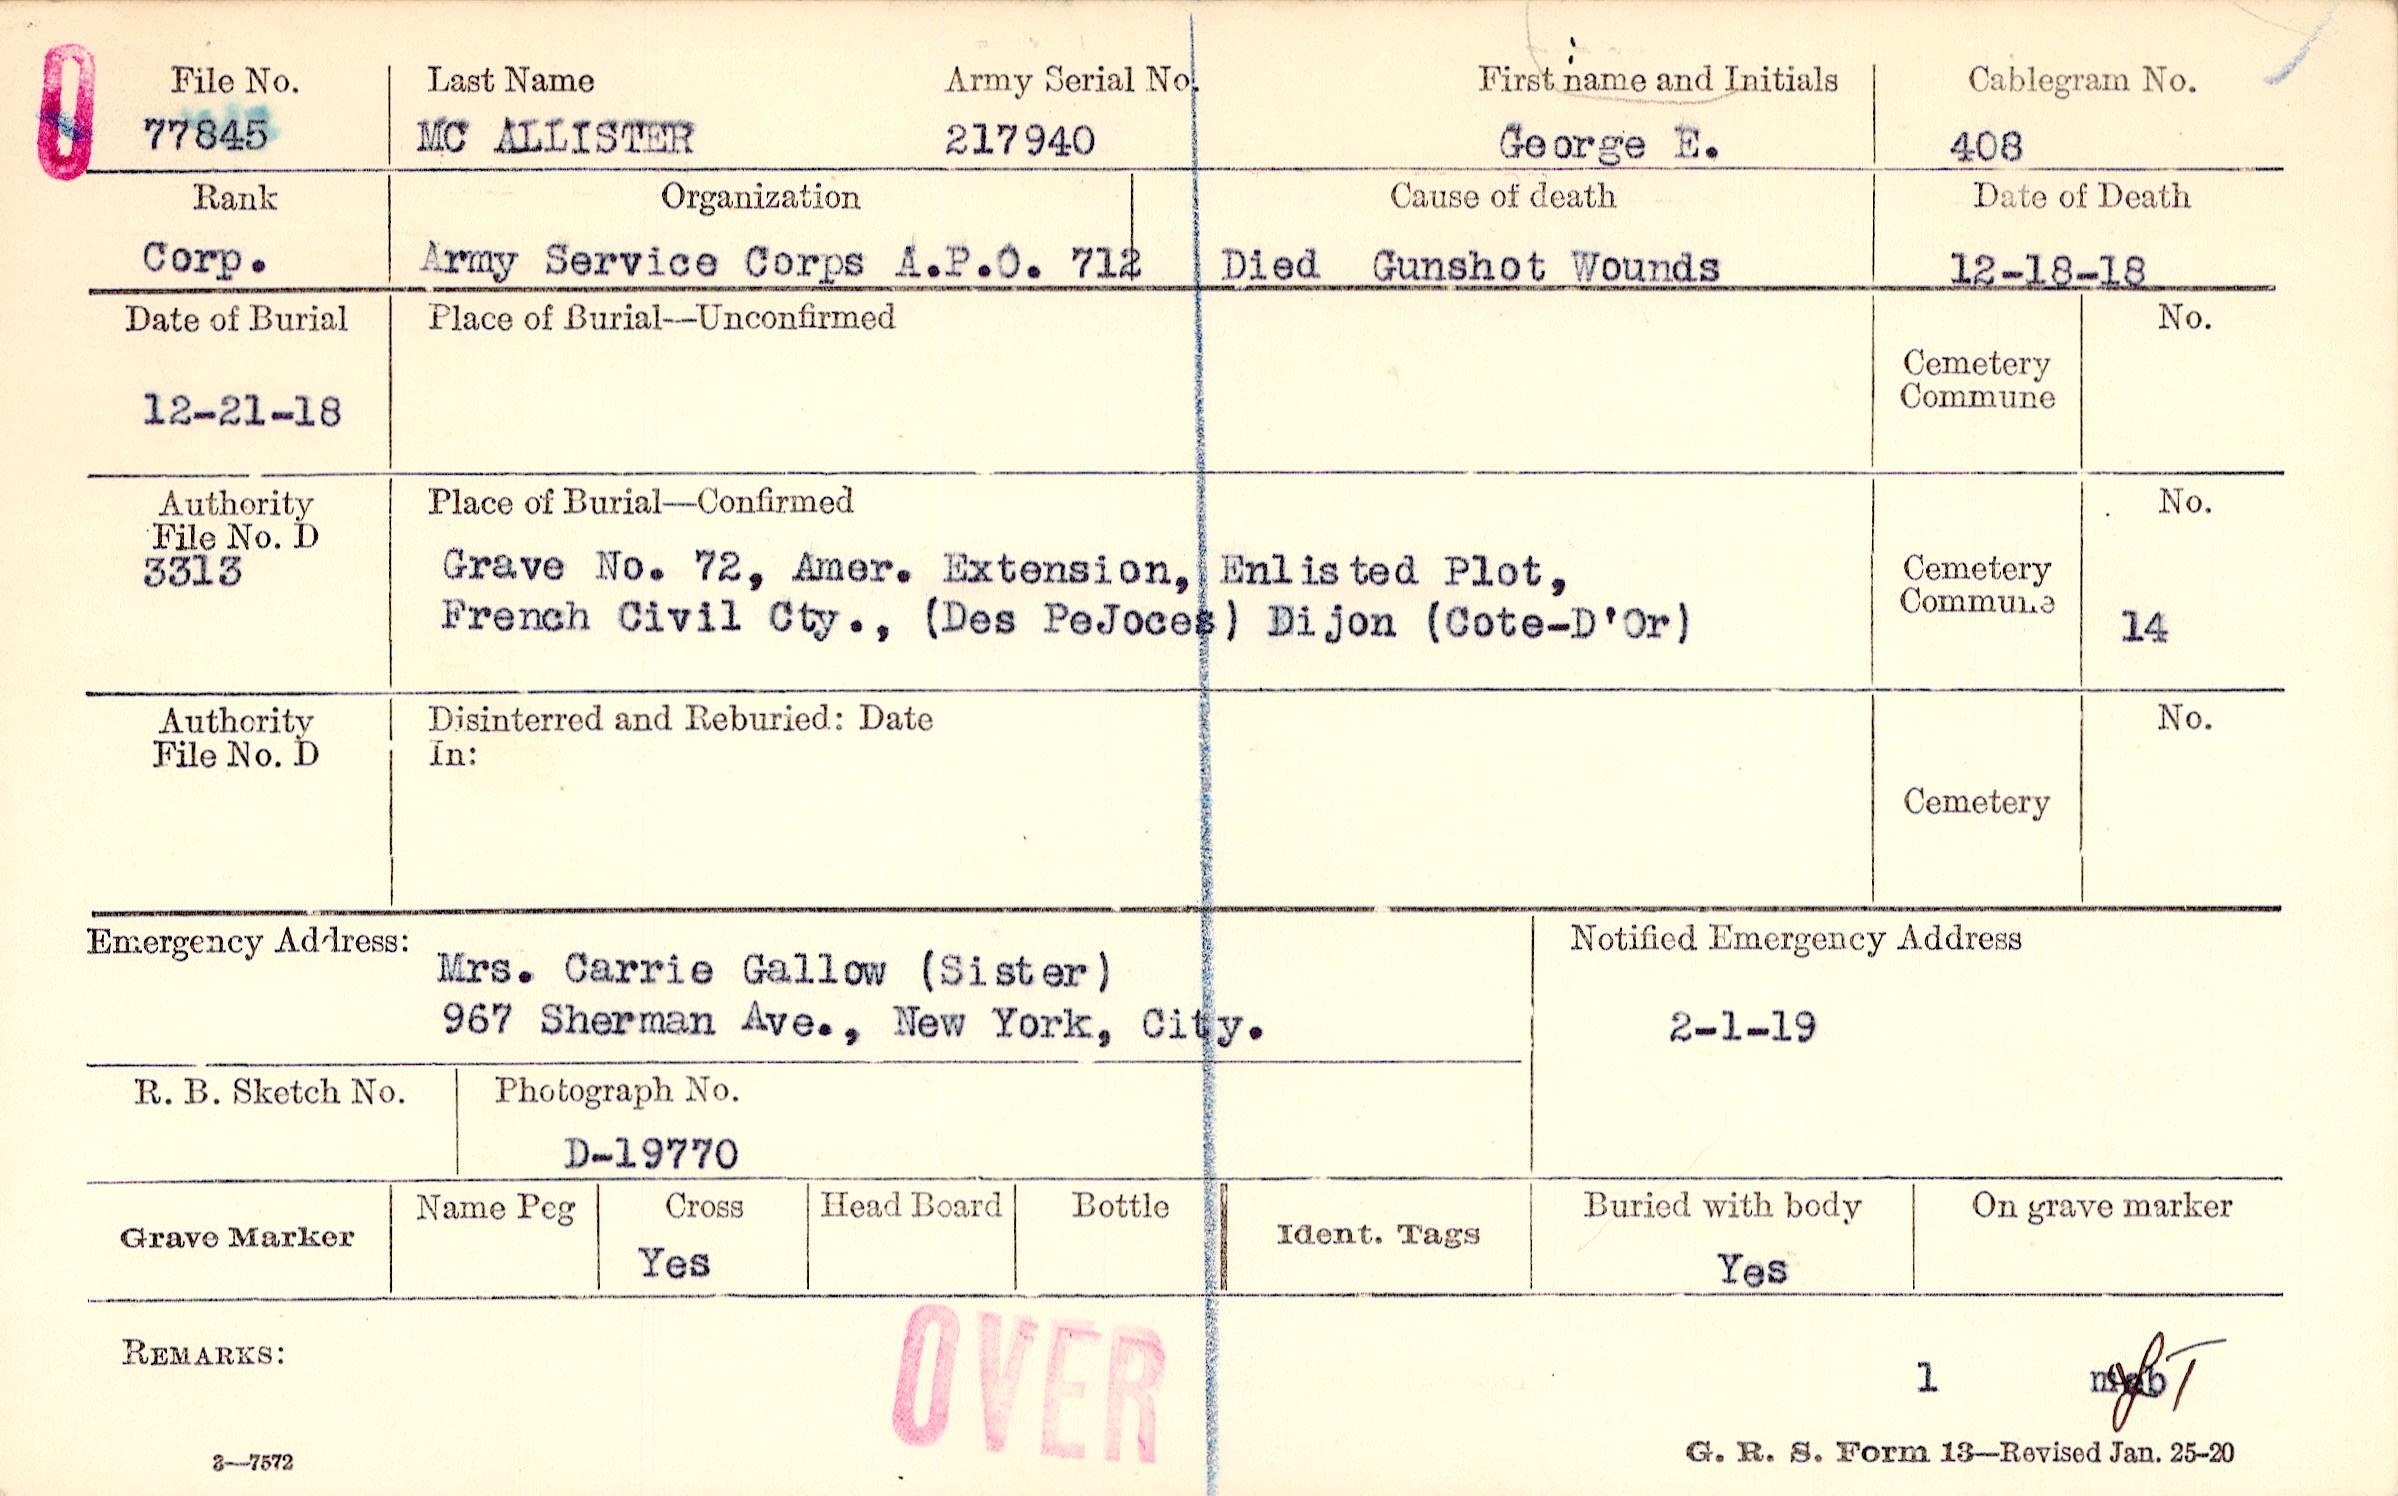 0
File No. Last Name Army Serial No. First name and Initials Cablegram No.
77845 MC ALLISTER 217940 George E. 408
Rank Organization Cause of death Date of Death
Corp. Army Service Corps A.P.O. 712 Died Gunshot Wounds 12-18-18
Date of Burial Place of Burial—Unconfirmed No.
Cemetery
Commune
12-21-18
Authority Place of Burial—Confirmed No.
File No. D
3313 Grave No. 72, Amer. Extension, Enlisted Plot, Cemetery
French Civil Cty., (Des PeJoces) Dijon (Cote-D'Or) Commune 14
Authority Disinterred and Reburied: Date No.
File No. D In:
Cemetery
Emergency Address: Notified Emergency Address
Mrs. Carrie Gallow (Sister)
967 Sherman Ave., New York, City. 2-1-19
R. B. Sketch No. Photograph No.
D-19770
Grave Marker Name Peg Cross Head Board Bottle Ident. Tags Buried with body On grave marker
Yes Yes
REMARKS: 1
OVER
3—7572 G. R. S. Form 13—Revised Jan. 25-20